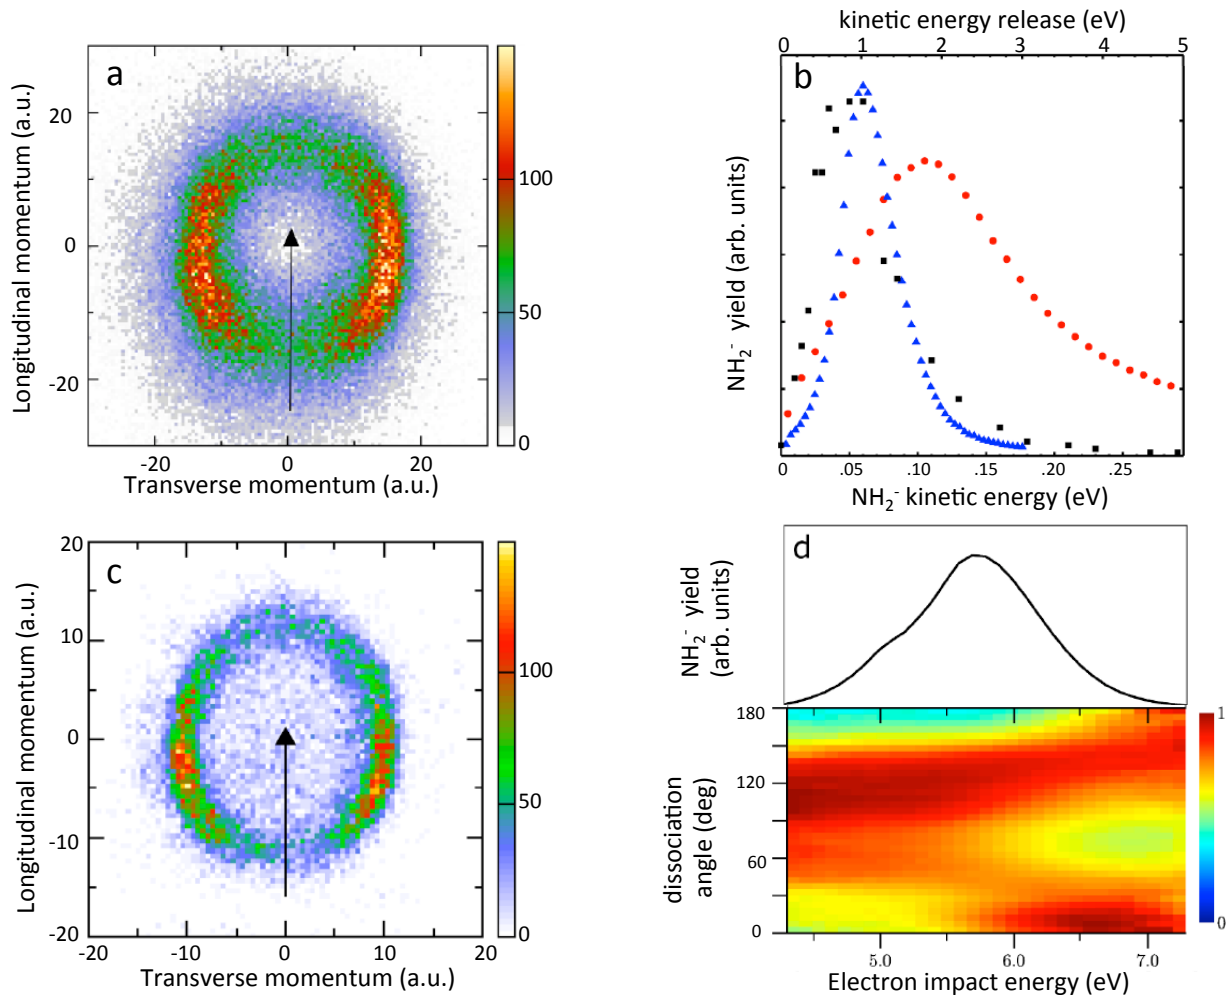 a
Longitudinal momentum (a.u.)
20
0
-20
-20
0
20
Transverse momentum (a.u.)
100
50
0
kinetic energy release (eV)
0
1
2
3
4
5
b
NH₂⁻ yield (arb. units)
0
.05
.10
.15
.20
.25
NH₂⁻ kinetic energy (eV)
c
Longitudinal momentum (a.u.)
20
10
0
-10
-20
-20
-10
0
10
20
Transverse momentum (a.u.)
100
50
0
d
NH₂⁻ yield
(arb. units)
dissociation
angle (deg)
180
120
60
0
5.0
6.0
7.0
Electron impact energy (eV)
1
0